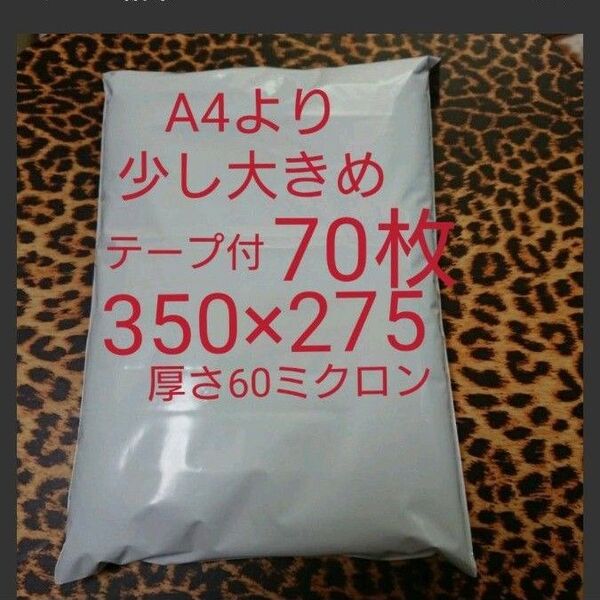 A4より
少し大きめ
テープ付 70枚
350×275
厚さ60ミクロン